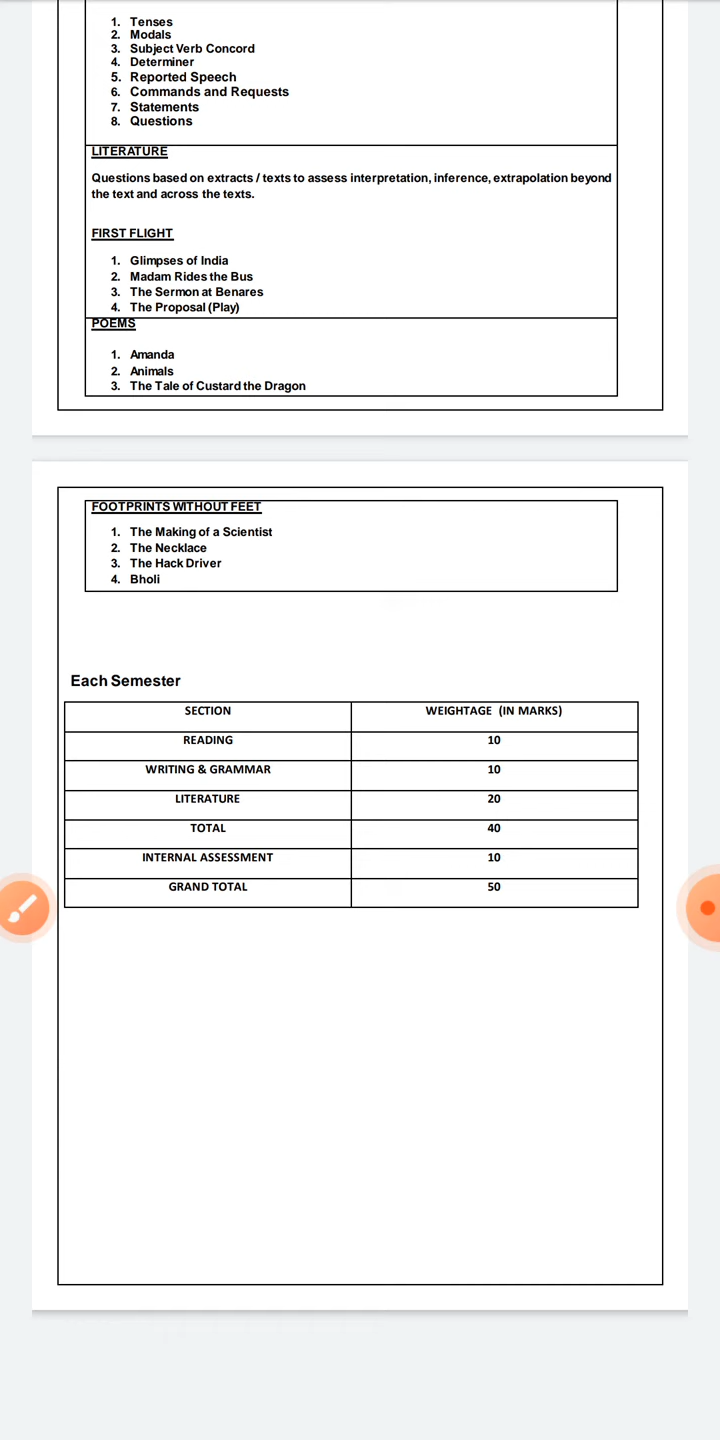 1. Tenses
2. Modals
3. Subject Verb Concord
4. Determiner
5. Reported Speech
6. Commands and Requests
7. Statements
8. Questions
LITERATURE
Questions based on extracts / texts to assess interpretation, inference, extrapolation beyond
the text and across the texts.
FIRST FLIGHT
1. Glimpses of India
2. Madam Rides the Bus
3. The Sermon at Benares
4. The Proposal (Play)
POEMS
1. Amanda
2. Animals
3. The Tale of Custard the Dragon
FOOTPRINTS WITHOUT FEET
1. The Making of a Scientist
2. The Necklace
3. The Hack Driver
4. Bholi
Each Semester
SECTION WEIGHTAGE (IN MARKS)
READING 10
WRITING & GRAMMAR 10
LITERATURE 20
TOTAL 40
INTERNAL ASSESSMENT 10
GRAND TOTAL 50